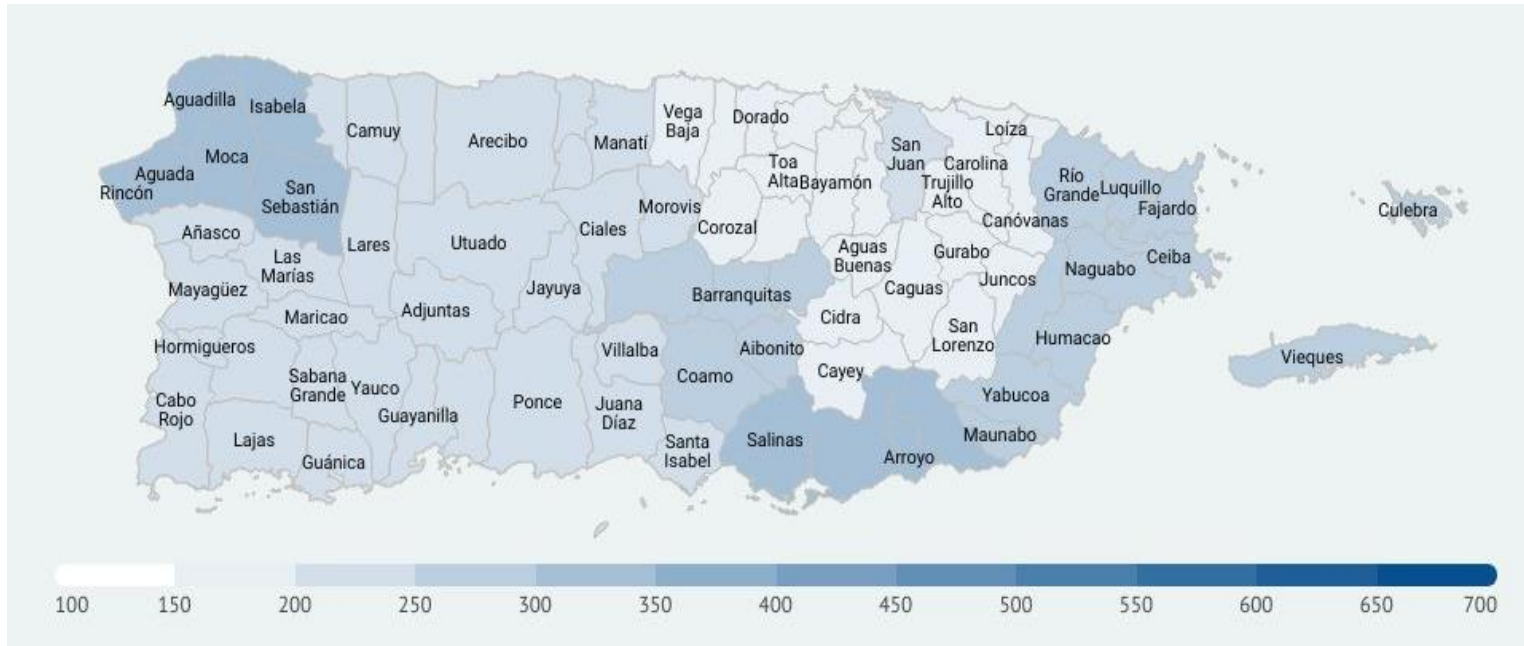 Aguadilla
Isabela
Camuy
Arecibo
Manatí
Vega
Baja
Dorado
Loíza
San
Juan
Carolina
Moca
Toa
Alta
Bayamón
Trujillo
Alto
Río
Grande
Luquillo
Fajardo
Culebra
Aguada
Rincón
San
Sebastián
Morovis
Ciales
Corozal
Canóvanas
Añasco
Lares
Utuado
Aguas
Buenas
Gurabo
Naguabo
Ceiba
Las
Marías
Mayagüez
Jayuya
Barranquitas
Caguas
Juncos
Maricao
Adjuntas
Cidra
San
Lorenzo
Humacao
Hormigueros
Villalba
Aibonito
Vieques
Sabana
Grande
Yauco
Coamo
Cayey
Yabucoa
Cabo
Rojo
Guayanilla
Ponce
Juana
Díaz
Lajas
Guánica
Santa
Isabel
Salinas
Arroyo
Maunabo
100 150 200 250 300 350 400 450 500 550 600 650 700